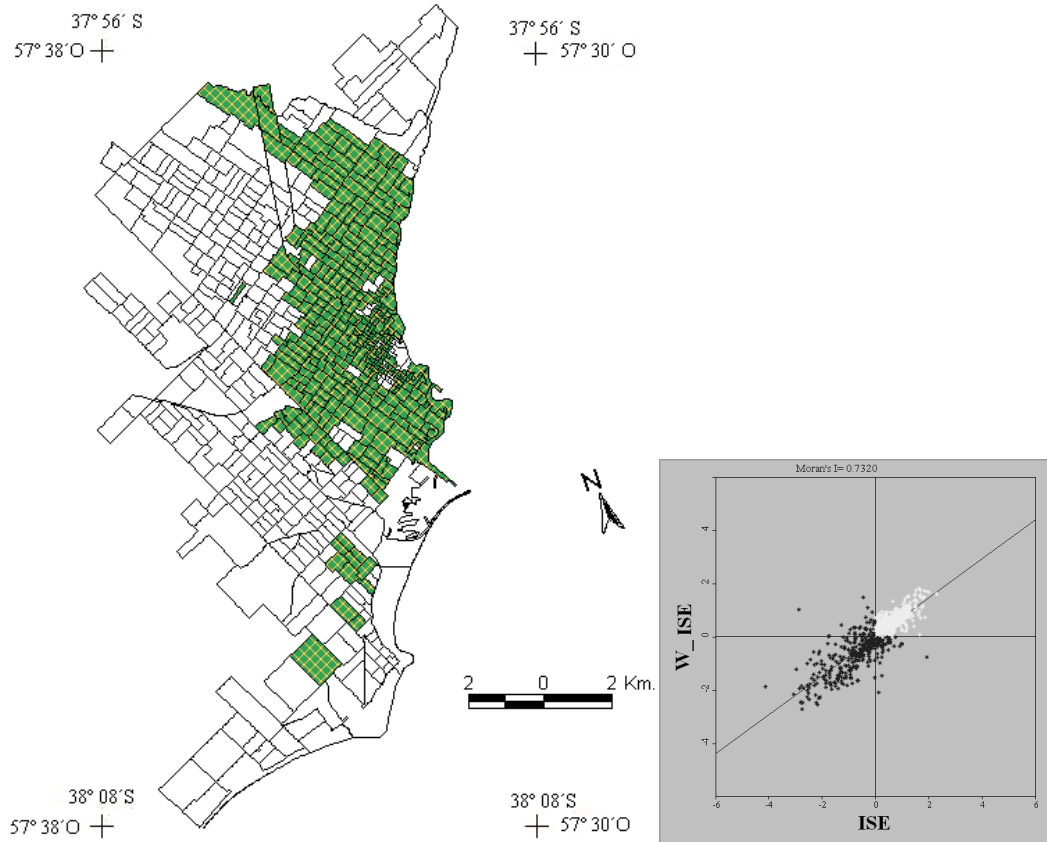 37° 56´ S
57° 38´O
37° 56´ S
57° 30´ O
N
2 0 2 Km.
38° 08´S
57° 38´O
38° 08´S
57° 30´O
Moran's I= 0.7320
W_ISE
4
2
0
-2
-4
-6 -4 -2 0 2 4 6
ISE